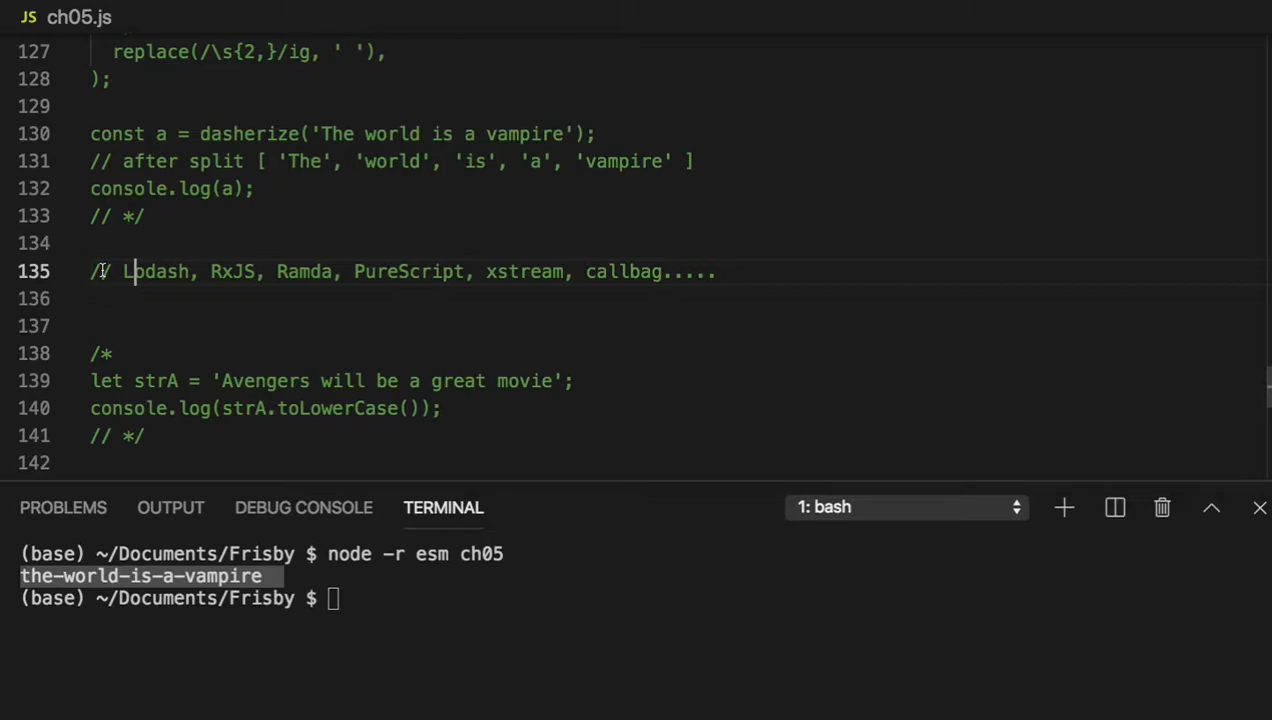 JS ch05.js
127 replace(/\s{2,}/ig, ' '),
128 );
129
130 const a = dasherize('The world is a vampire');
131 // after split [ 'The', 'world', 'is', 'a', 'vampire' ]
132 console.log(a);
133 // */
134
135 // Lodash, RxJS, Ramda, PureScript, xstream, callbag.....
136
137
138 /*
139 let strA = 'Avengers will be a great movie';
140 console.log(strA.toLowerCase());
141 // */
142
PROBLEMS OUTPUT DEBUG CONSOLE TERMINAL 1: bash
(base) ~/Documents/Frisby $ node -r esm ch05
the-world-is-a-vampire
(base) ~/Documents/Frisby $